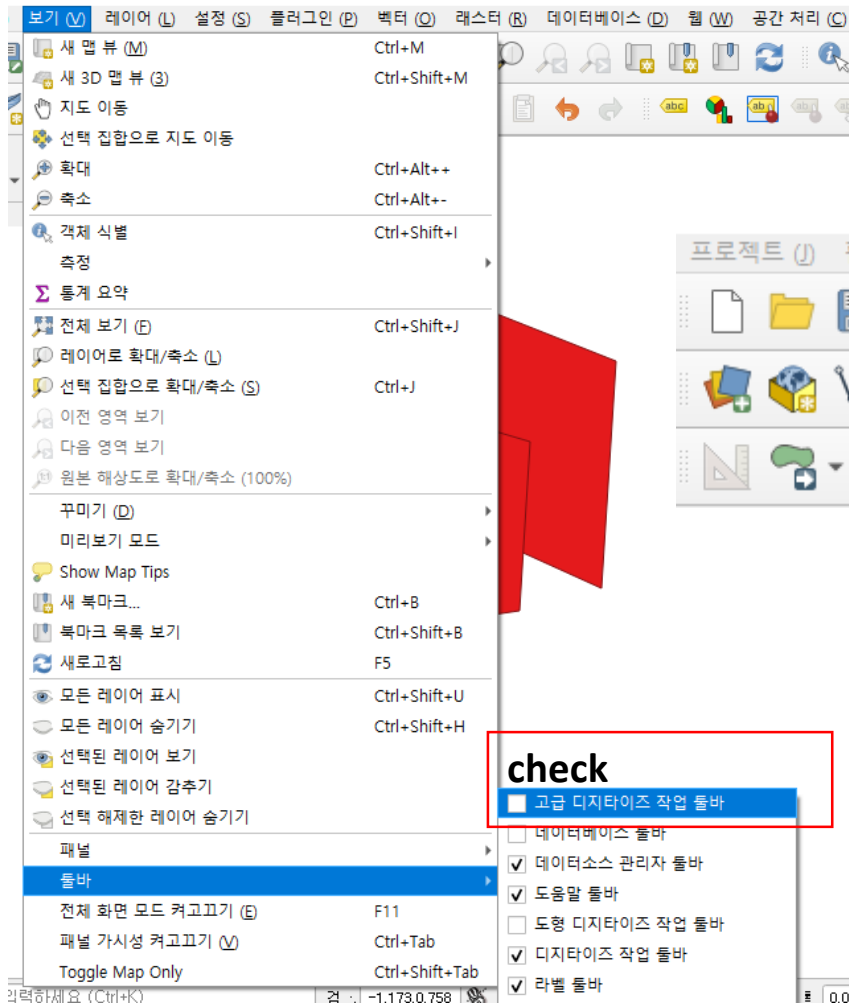 보기 (V) 레이어 (L) 설정 (S) 플러그인 (P) 벡터 (O) 래스터 (R) 데이터베이스 (D) 웹 (W) 공간 처리 (C)
새 맵 뷰 (M) Ctrl+M
새 3D 맵 뷰 (3) Ctrl+Shift+M
지도 이동
선택 집합으로 지도 이동
확대 Ctrl+Alt++
축소 Ctrl+Alt+-
객체 식별 Ctrl+Shift+I
측정
통계 요약
전체 보기 (F) Ctrl+Shift+J
레이어로 확대/축소 (L)
선택 집합으로 확대/축소 (S) Ctrl+J
이전 영역 보기
다음 영역 보기
원본 해상도로 확대/축소 (100%)
꾸미기 (D)
미리보기 모드
Show Map Tips
새 북마크... Ctrl+B
북마크 목록 보기 Ctrl+Shift+B
새로고침 F5
모든 레이어 표시 Ctrl+Shift+U
모든 레이어 숨기기 Ctrl+Shift+H
선택된 레이어 보기
선택된 레이어 감추기
선택 해제한 레이어 숨기기
패널
툴바
전체 화면 모드 켜고끄기 (E) F11
패널 가시성 켜고끄기 (V) Ctrl+Tab
Toggle Map Only Ctrl+Shift+Tab
abc
프로젝트 (J)
check
고급 디지타이즈 작업 툴바
데이터베이스 툴바
데이터소스 관리자 툴바
도움말 툴바
도형 디지타이즈 작업 툴바
디지타이즈 작업 툴바
라벨 툴바
입력하세요 (Ctrl+K) -1.173,0.758 0.0